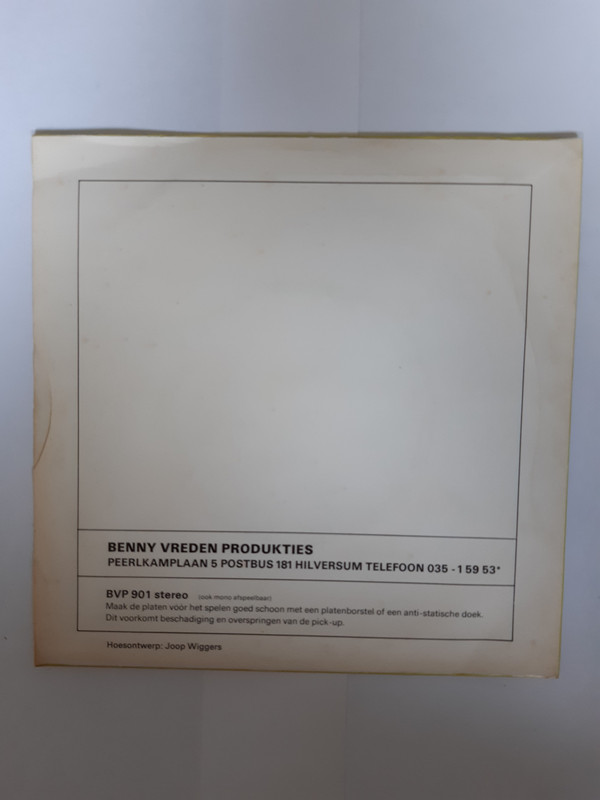 BENNY VREDEN PRODUKTIES
PEERLKAMPLAAN 5 POSTBUS 181 HILVERSUM TELEFOON 035 - 1 59 53*
BVP 901 stereo (ook mono afspeelbaar)
Maak de platen vóór het spelen goed schoon met een platenborstel of een anti-statische doek.
Dit voorkomt beschadiging en overspringen van de pick-up.
Hoesontwerp: Joop Wiggers